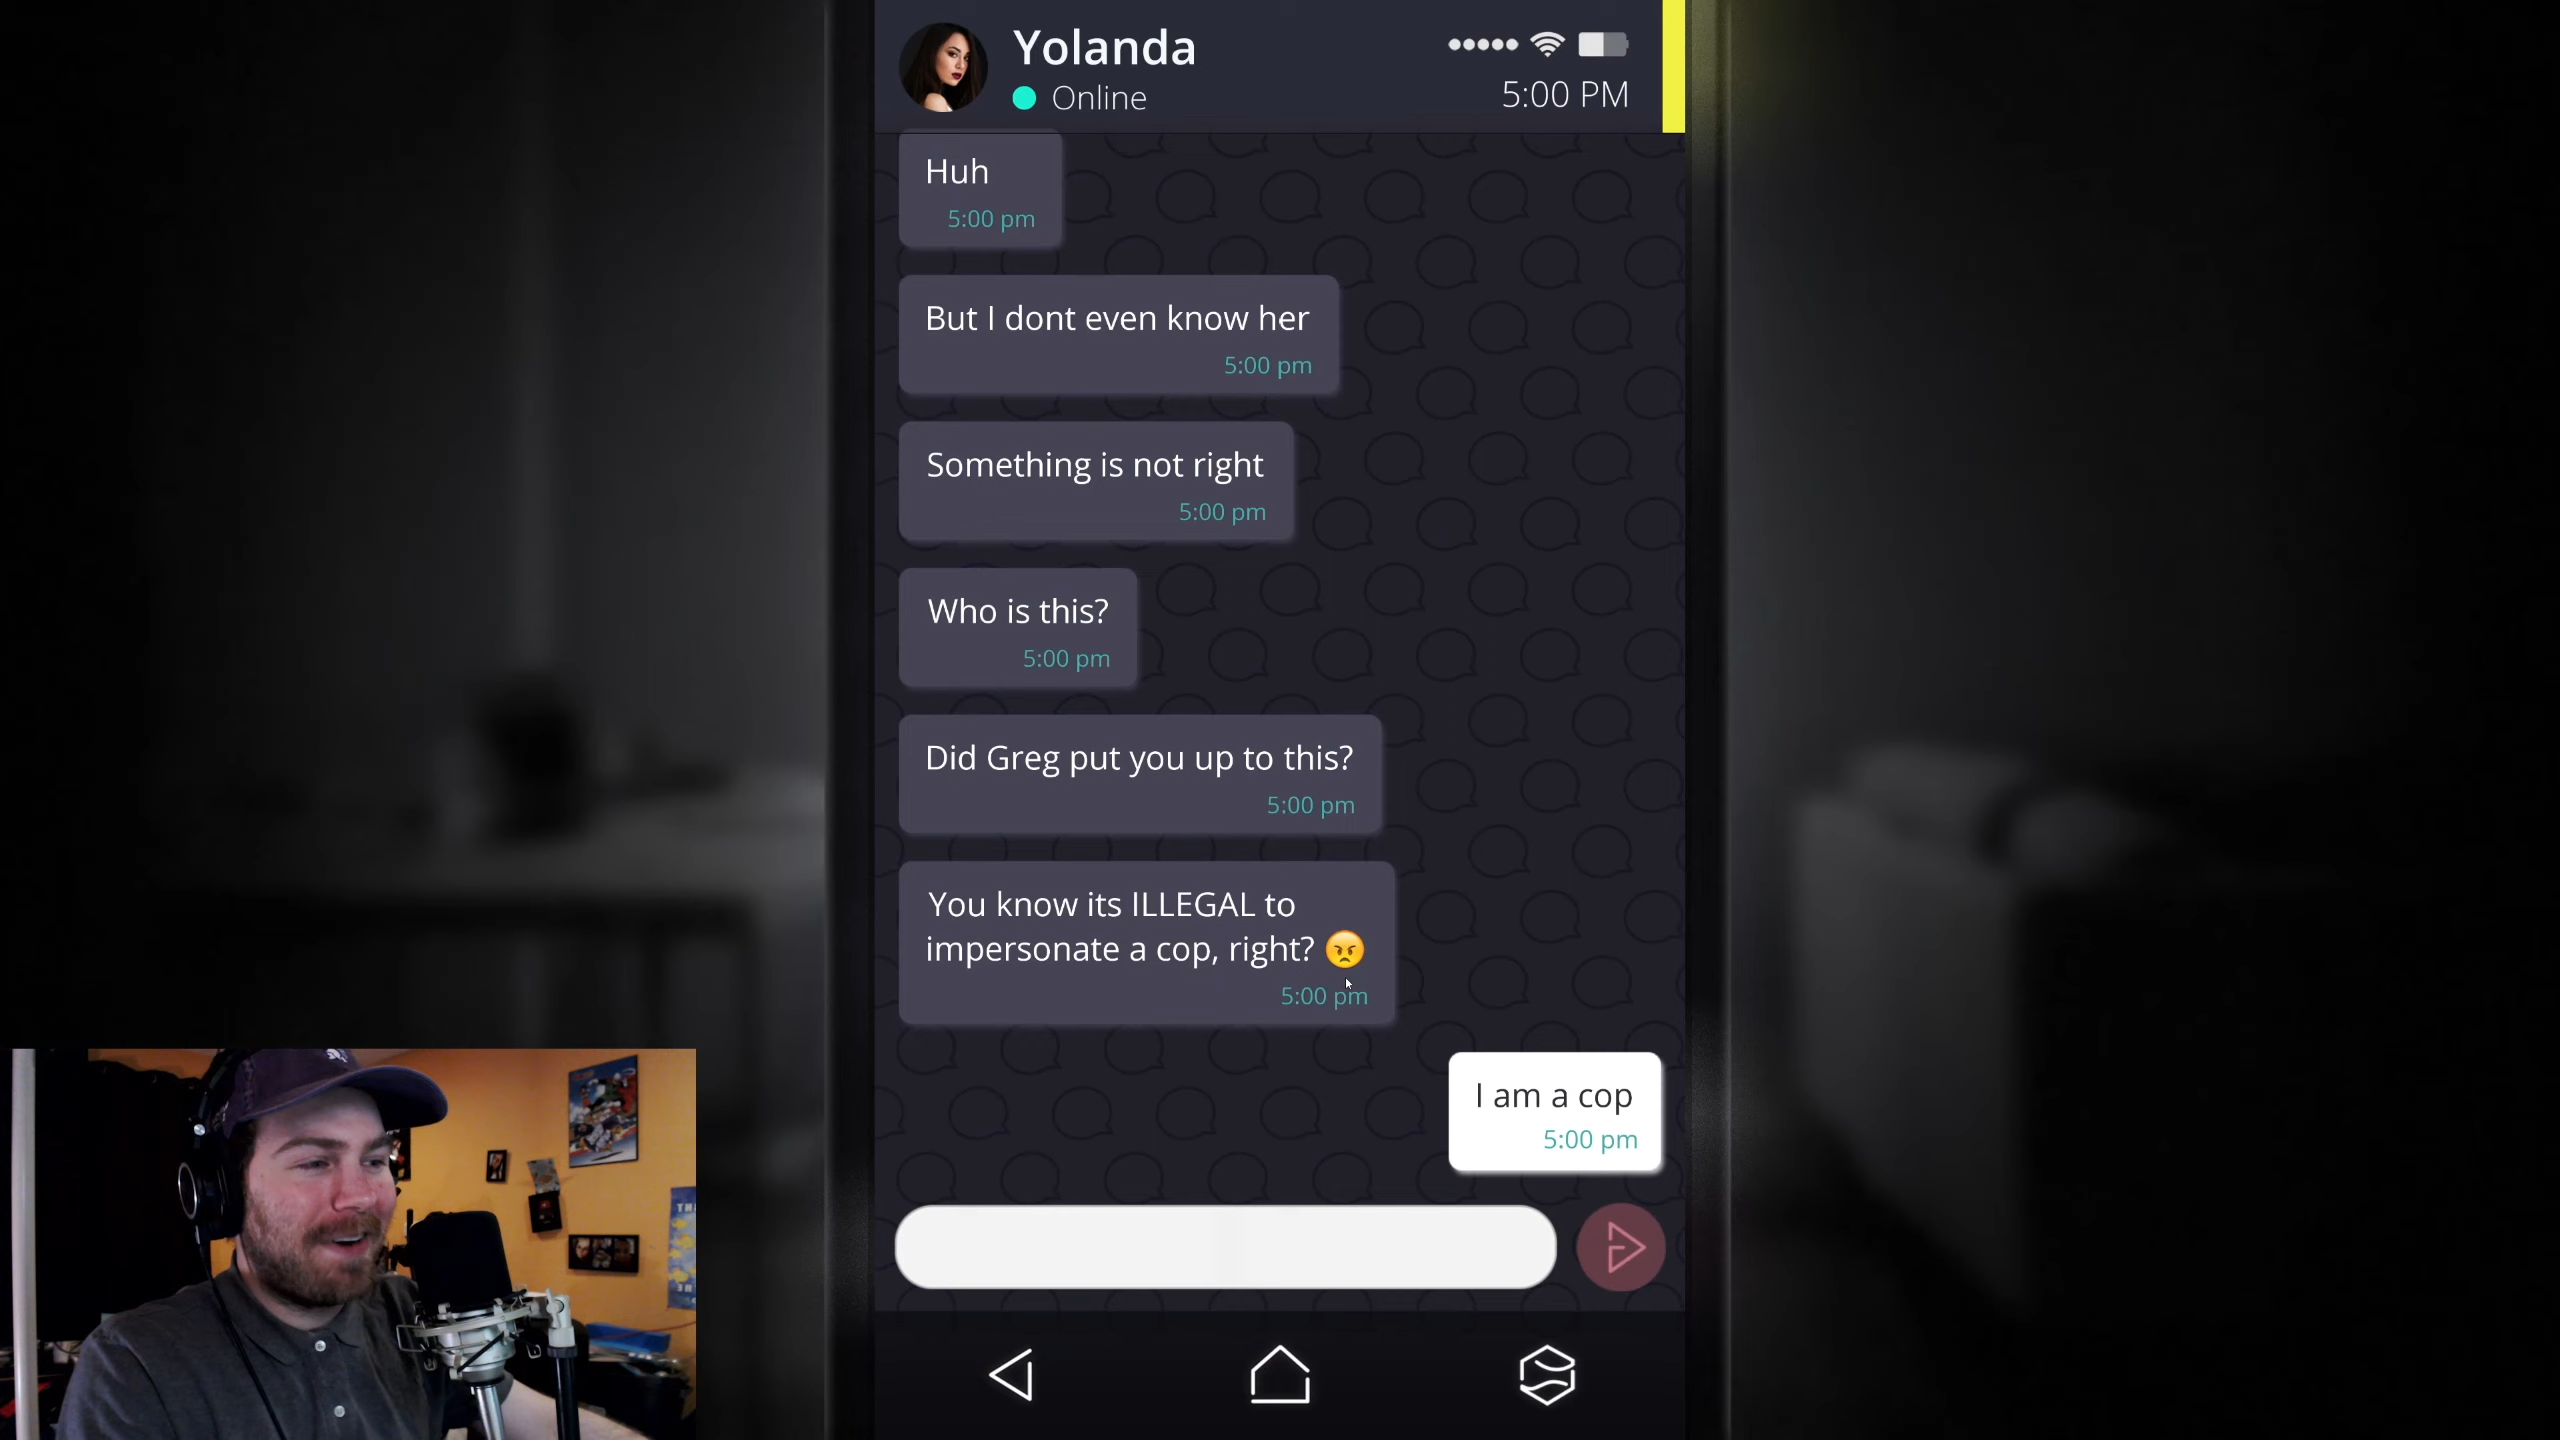 Yolanda
Online
5:00 PM
Huh
5:00 pm
But I dont even know her
5:00 pm
Something is not right
5:00 pm
Who is this?
5:00 pm
Did Greg put you up to this?
5:00 pm
You know its ILLEGAL to
impersonate a cop, right? 😠
5:00 pm
I am a cop
5:00 pm